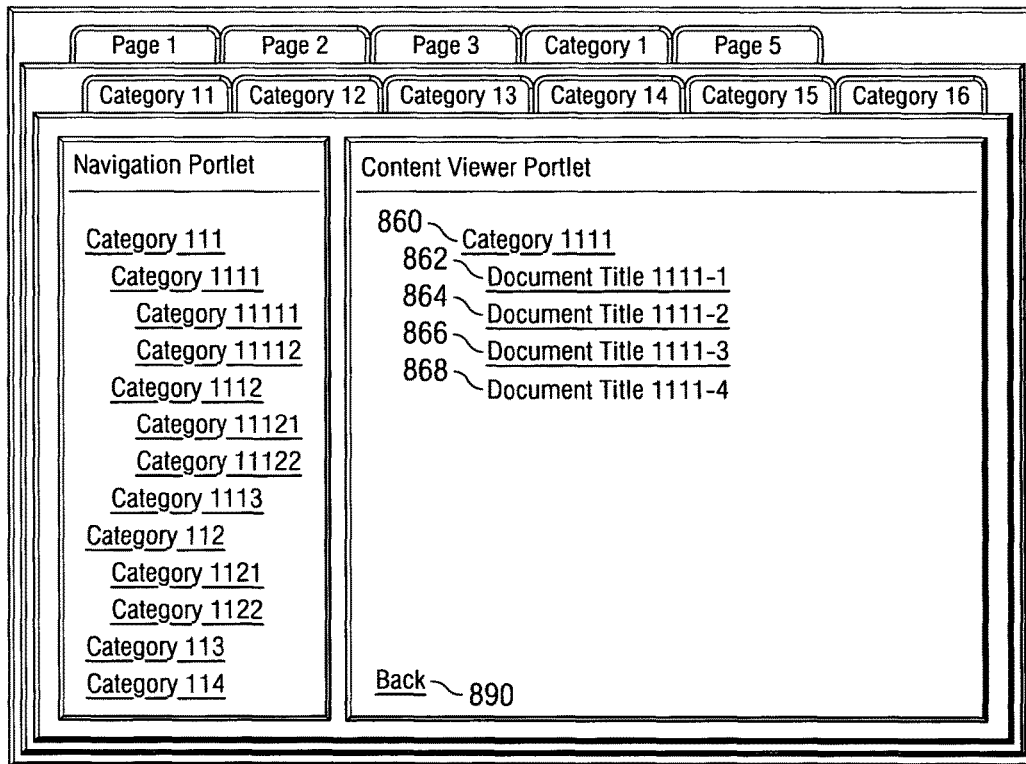 Page 1 Page 2 Page 3 Category 1 Page 5
Category 11 Category 12 Category 13 Category 14 Category 15 Category 16
Navigation Portlet
Category 111
Category 1111
Category 11111
Category 11112
Category 1112
Category 11121
Category 11122
Category 1113
Category 112
Category 1121
Category 1122
Category 113
Category 114
Content Viewer Portlet
860 Category 1111
862 Document Title 1111-1
864 Document Title 1111-2
866 Document Title 1111-3
868 Document Title 1111-4
Back 890